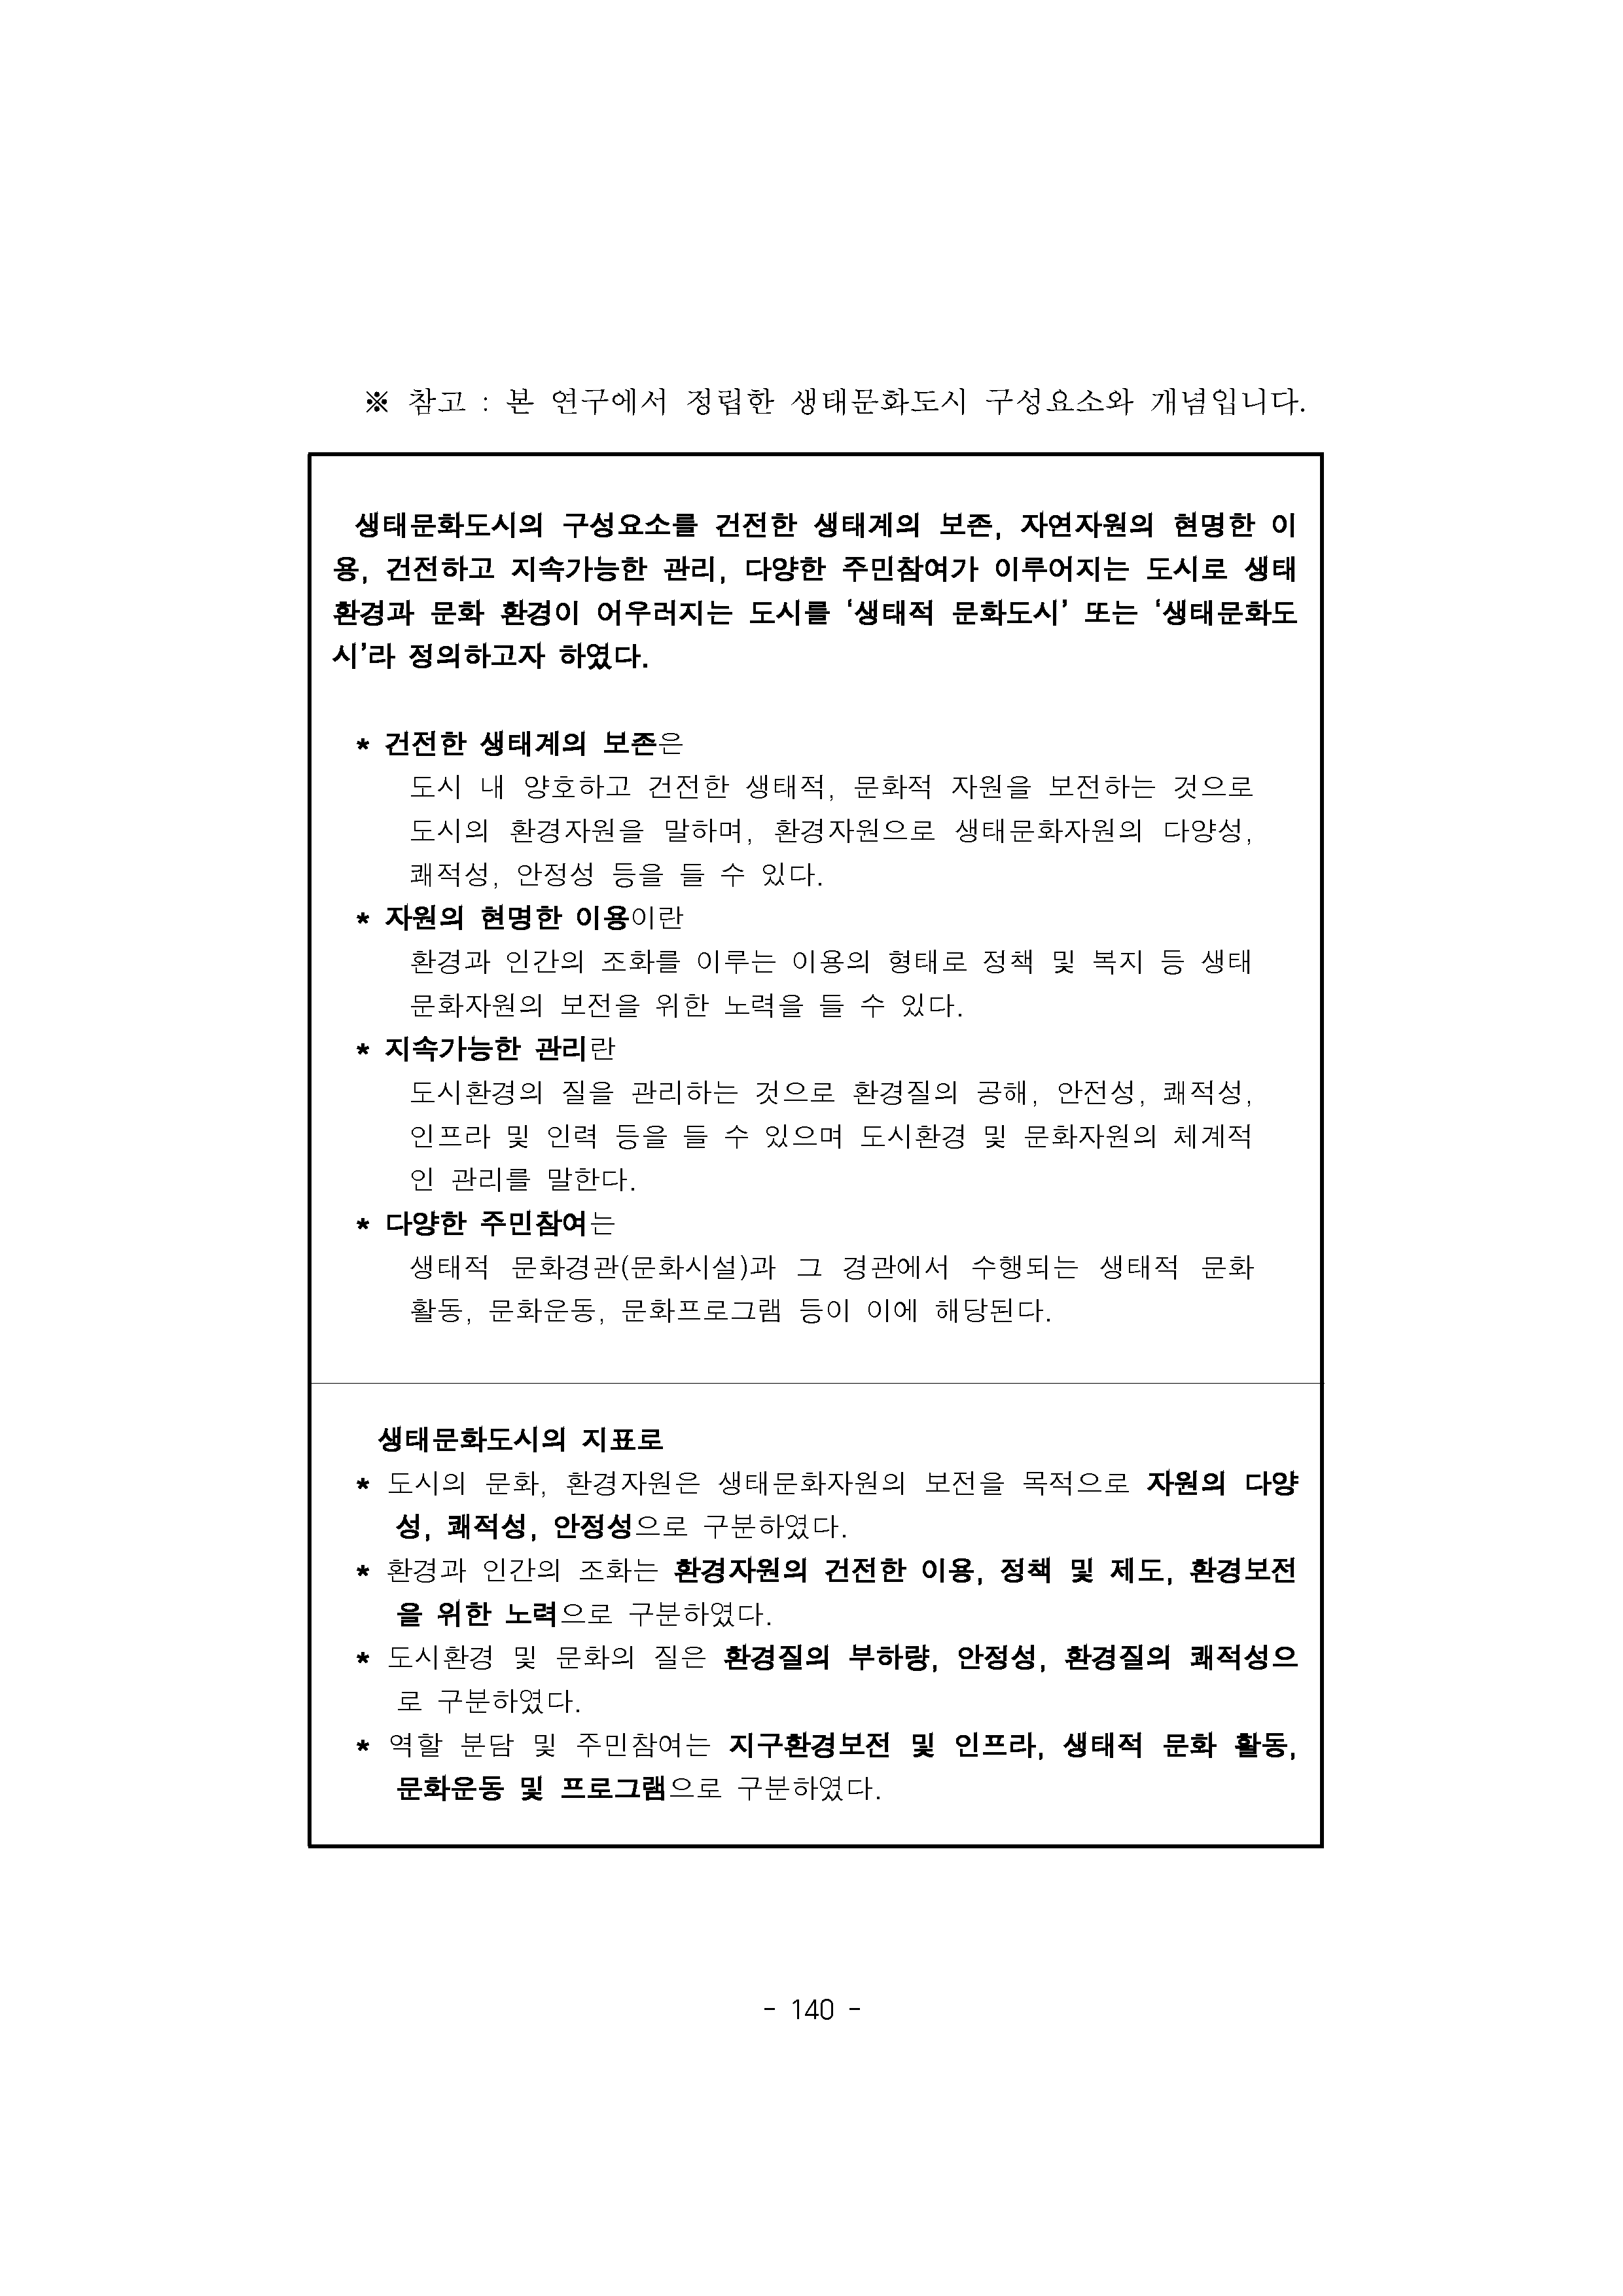 ※ 참고 : 본 연구에서 정립한 생태문화도시 구성요소와 개념입니다.
생태문화도시의 구성요소를 건전한 생태계의 보존, 자연자원의 현명한 이
용, 건전하고 지속가능한 관리, 다양한 주민참여가 이루어지는 도시로 생태
환경과 문화 환경이 어우러지는 도시를 ‘생태적 문화도시’ 또는 ‘생태문화도
시’라 정의하고자 하였다.
* 건전한 생태계의 보존은
도시 내 양호하고 건전한 생태적, 문화적 자원을 보전하는 것으로
도시의 환경자원을 말하며, 환경자원으로 생태문화자원의 다양성,
쾌적성, 안정성 등을 들 수 있다.
* 자원의 현명한 이용이란
환경과 인간의 조화를 이루는 이용의 형태로 정책 및 복지 등 생태
문화자원의 보전을 위한 노력을 들 수 있다.
* 지속가능한 관리란
도시환경의 질을 관리하는 것으로 환경질의 공해, 안전성, 쾌적성,
인프라 및 인력 등을 들 수 있으며 도시환경 및 문화자원의 체계적
인 관리를 말한다.
* 다양한 주민참여는
생태적 문화경관(문화시설)과 그 경관에서 수행되는 생태적 문화
활동, 문화운동, 문화프로그램 등이 이에 해당된다.
생태문화도시의 지표로
* 도시의 문화, 환경자원은 생태문화자원의 보전을 목적으로 자원의 다양
성, 쾌적성, 안정성으로 구분하였다.
* 환경과 인간의 조화는 환경자원의 건전한 이용, 정책 및 제도, 환경보전
을 위한 노력으로 구분하였다.
* 도시환경 및 문화의 질은 환경질의 부하량, 안정성, 환경질의 쾌적성으
로 구분하였다.
* 역할 분담 및 주민참여는 지구환경보전 및 인프라, 생태적 문화 활동,
문화운동 및 프로그램으로 구분하였다.
- 140 -